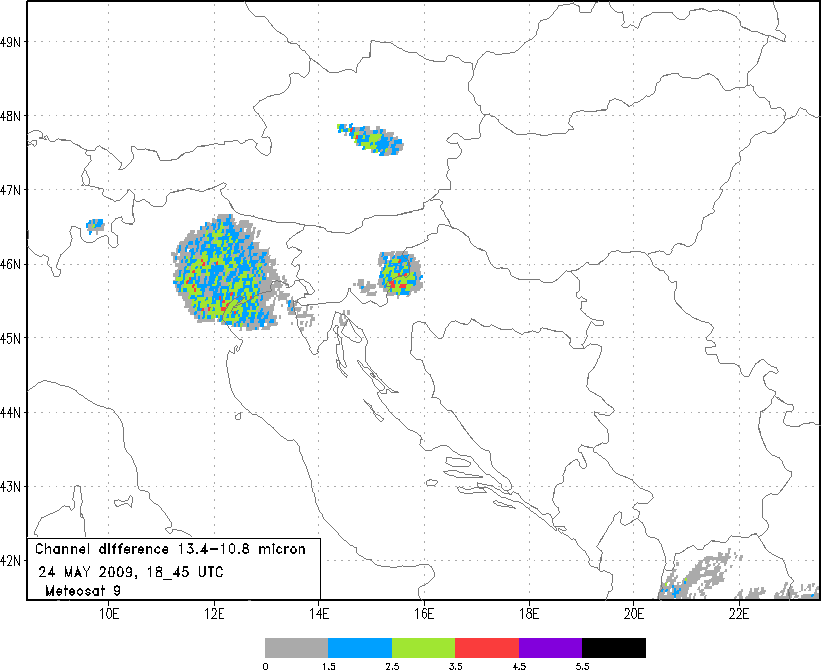 49N
48N
47N
46N
45N
44N
43N
42N
Channel difference 13.4-10.8 micron
24 MAY 2009, 18_45 UTC
Meteosat 9
10E 12E 14E 16E 18E 20E 22E
0 1.5 2.5 3.5 4.5 5.5